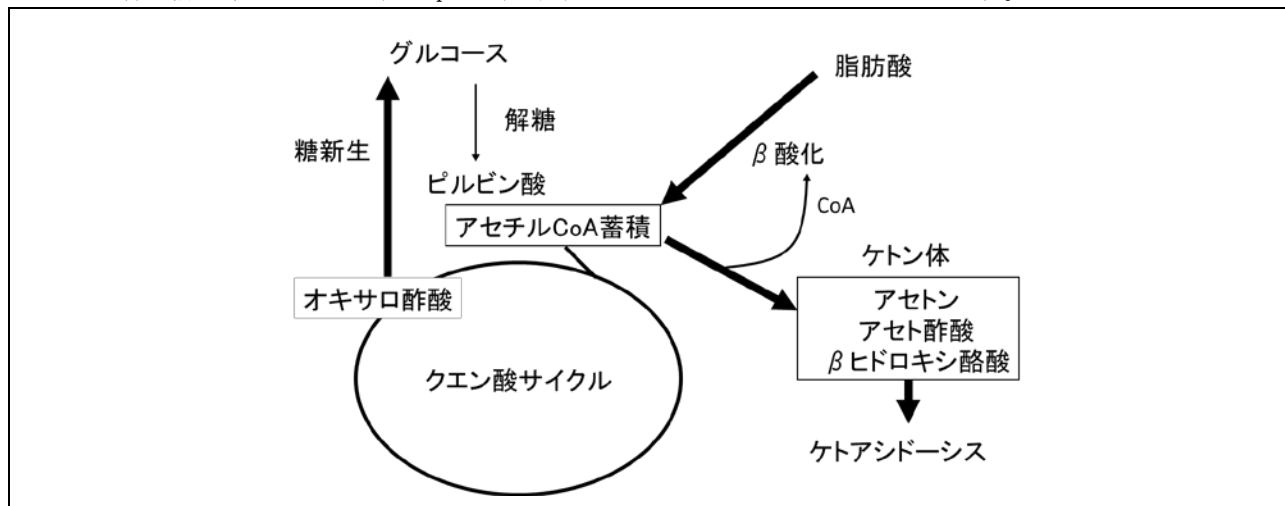 グルコース
脂肪酸
解糖
糖新生
β酸化
ピルビン酸
CoA
アセチルCoA蓄積
ケトン体
オキサロ酢酸
アセトン
アセト酢酸
βヒドロキシ酪酸
クエン酸サイクル
ケトアシドーシス